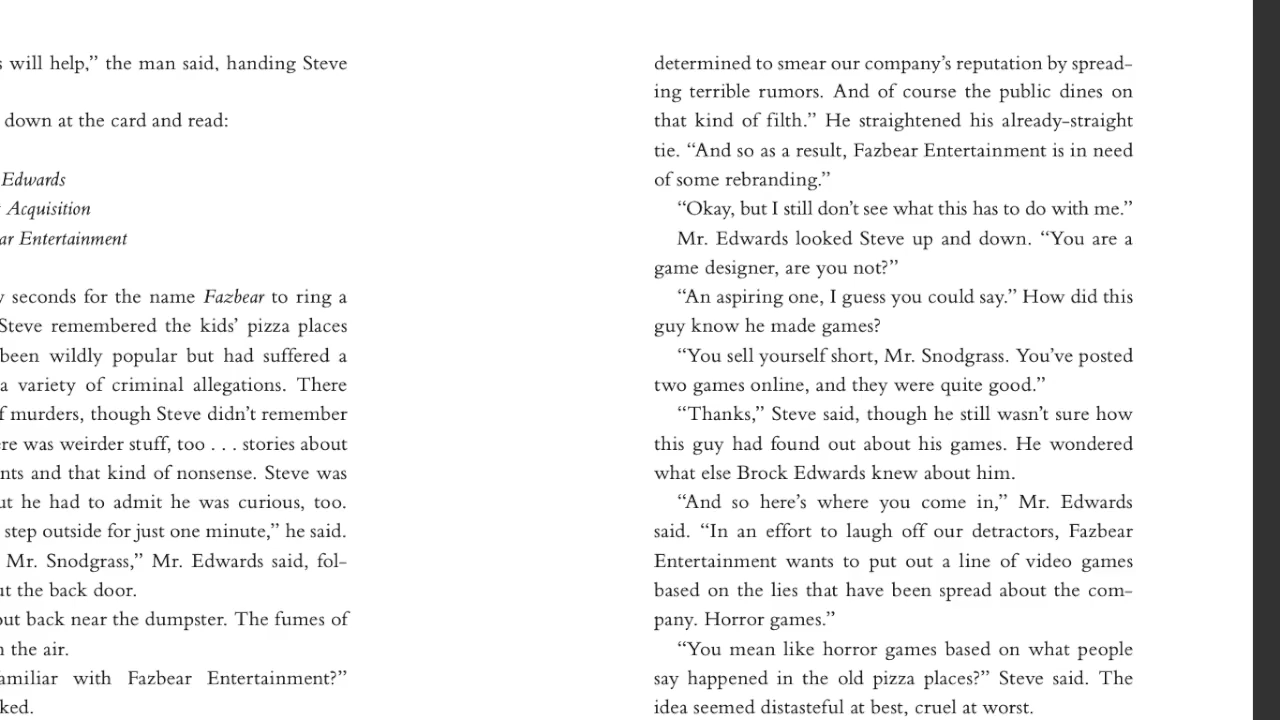 will help,” the man said, handing Steve
down at the card and read:
Edwards
Acquisition
Entertainment
seconds for the name Fazbear to ring a
Steve remembered the kids’ pizza places
been wildly popular but had suffered a
a variety of criminal allegations. There
murders, though Steve didn’t remember
was weirder stuff, too . . . stories about
and that kind of nonsense. Steve was
he had to admit he was curious, too.
step outside for just one minute,” he said.
Mr. Snodgrass,” Mr. Edwards said, fol-
the back door.
back near the dumpster. The fumes of
the air.
with Fazbear Entertainment?”
determined to smear our company’s reputation by spread-
ing terrible rumors. And of course the public dines on
that kind of filth.” He straightened his already-straight
tie. “And so as a result, Fazbear Entertainment is in need
of some rebranding.”
“Okay, but I still don’t see what this has to do with me.”
Mr. Edwards looked Steve up and down. “You are a
game designer, are you not?”
“An aspiring one, I guess you could say.” How did this
guy know he made games?
“You sell yourself short, Mr. Snodgrass. You’ve posted
two games online, and they were quite good.”
“Thanks,” Steve said, though he still wasn’t sure how
this guy had found out about his games. He wondered
what else Brock Edwards knew about him.
“And so here’s where you come in,” Mr. Edwards
said. “In an effort to laugh off our detractors, Fazbear
Entertainment wants to put out a line of video games
based on the lies that have been spread about the com-
pany. Horror games.”
“You mean like horror games based on what people
say happened in the old pizza places?” Steve said. The
idea seemed distasteful at best, cruel at worst.